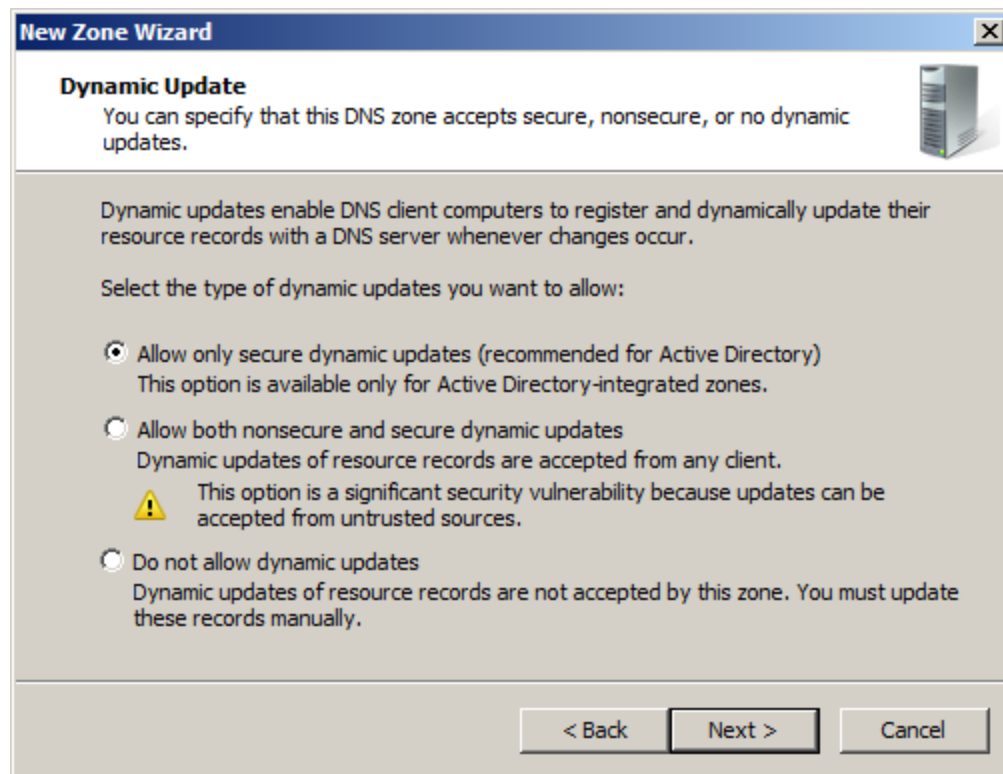 New Zone Wizard
Dynamic Update
You can specify that this DNS zone accepts secure, nonsecure, or no dynamic
updates.
Dynamic updates enable DNS client computers to register and dynamically update their
resource records with a DNS server whenever changes occur.
Select the type of dynamic updates you want to allow:
Allow only secure dynamic updates (recommended for Active Directory)
This option is available only for Active Directory-integrated zones.
Allow both nonsecure and secure dynamic updates
Dynamic updates of resource records are accepted from any client.
This option is a significant security vulnerability because updates can be
accepted from untrusted sources.
Do not allow dynamic updates
Dynamic updates of resource records are not accepted by this zone. You must update
these records manually.
< Back Next > Cancel